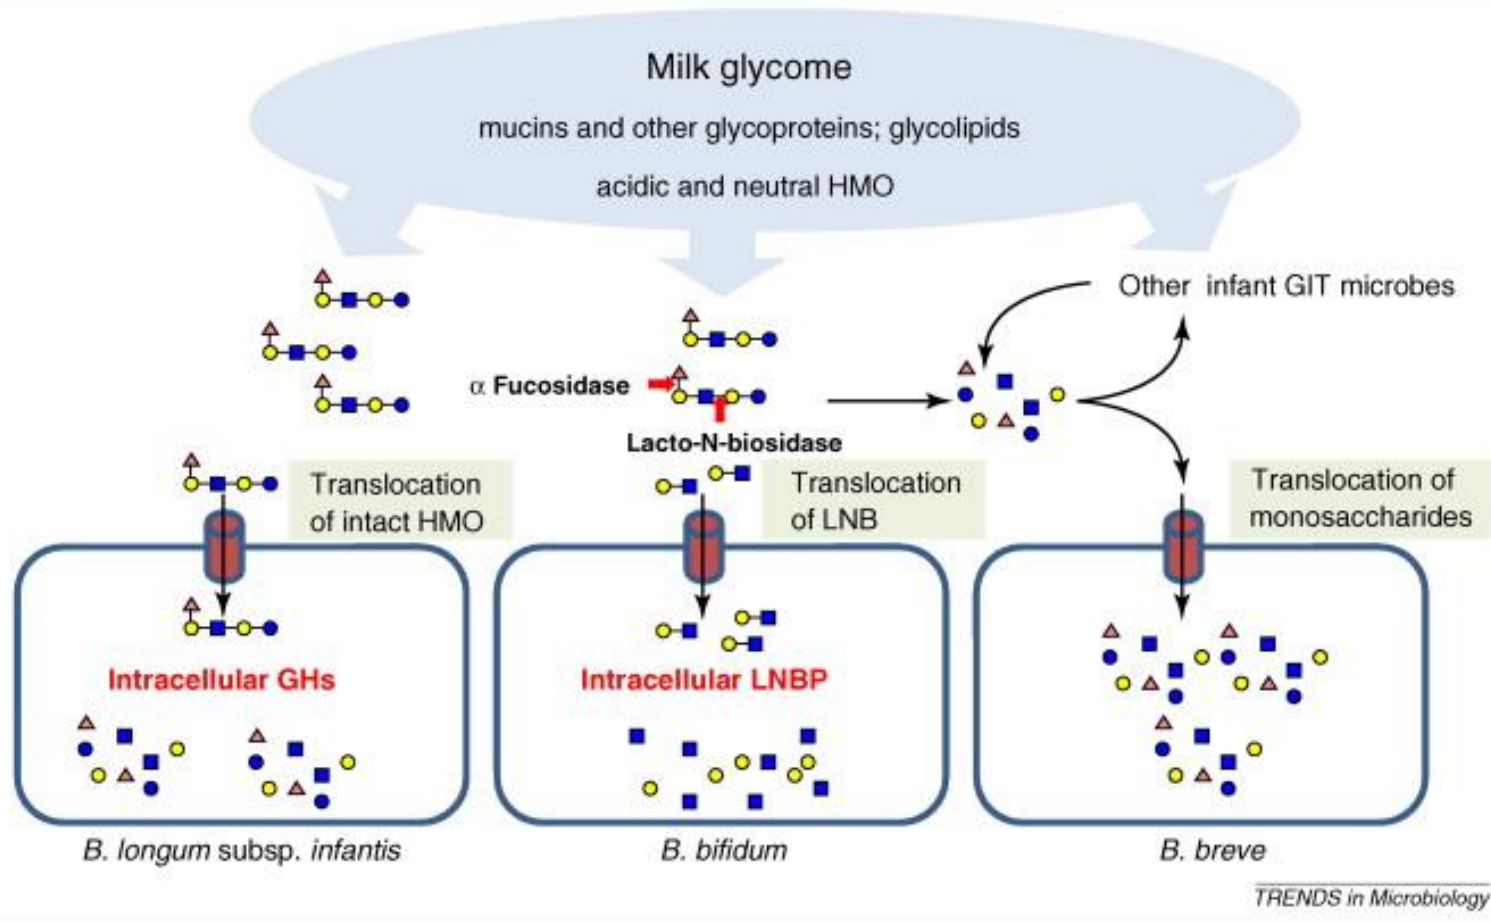 Milk glycome
mucins and other glycoproteins; glycolipids
acidic and neutral HMO
Other infant GIT microbes
α Fucosidase
Lacto-N-biosidase
Translocation
of intact HMO
Translocation
of LNB
Translocation of
monosaccharides
Intracellular GHs
Intracellular LNBP
B. longum subsp. infantis
B. bifidum
B. breve
TRENDS in Microbiology